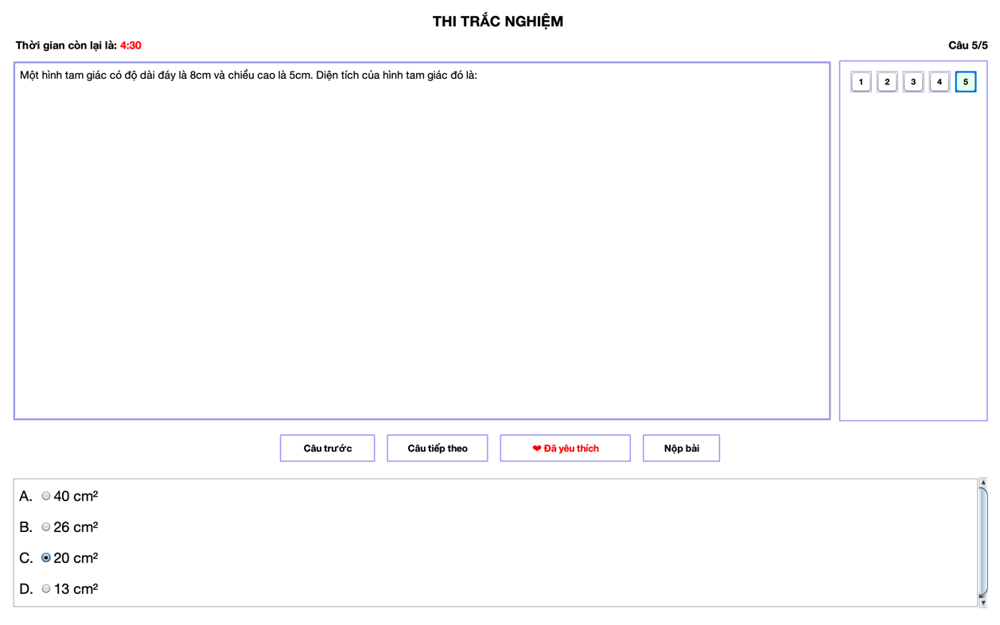 THI TRẮC NGHIỆM
Thời gian còn lại là: 4:30
Câu 5/5
Một hình tam giác có độ dài đáy là 8cm và chiều cao là 5cm. Diện tích của hình tam giác đó là:
1 2 3 4 5
Câu trước Câu tiếp theo ❤ Đã yêu thích Nộp bài
A. 40 cm²
B. 26 cm²
C. 20 cm²
D. 13 cm²